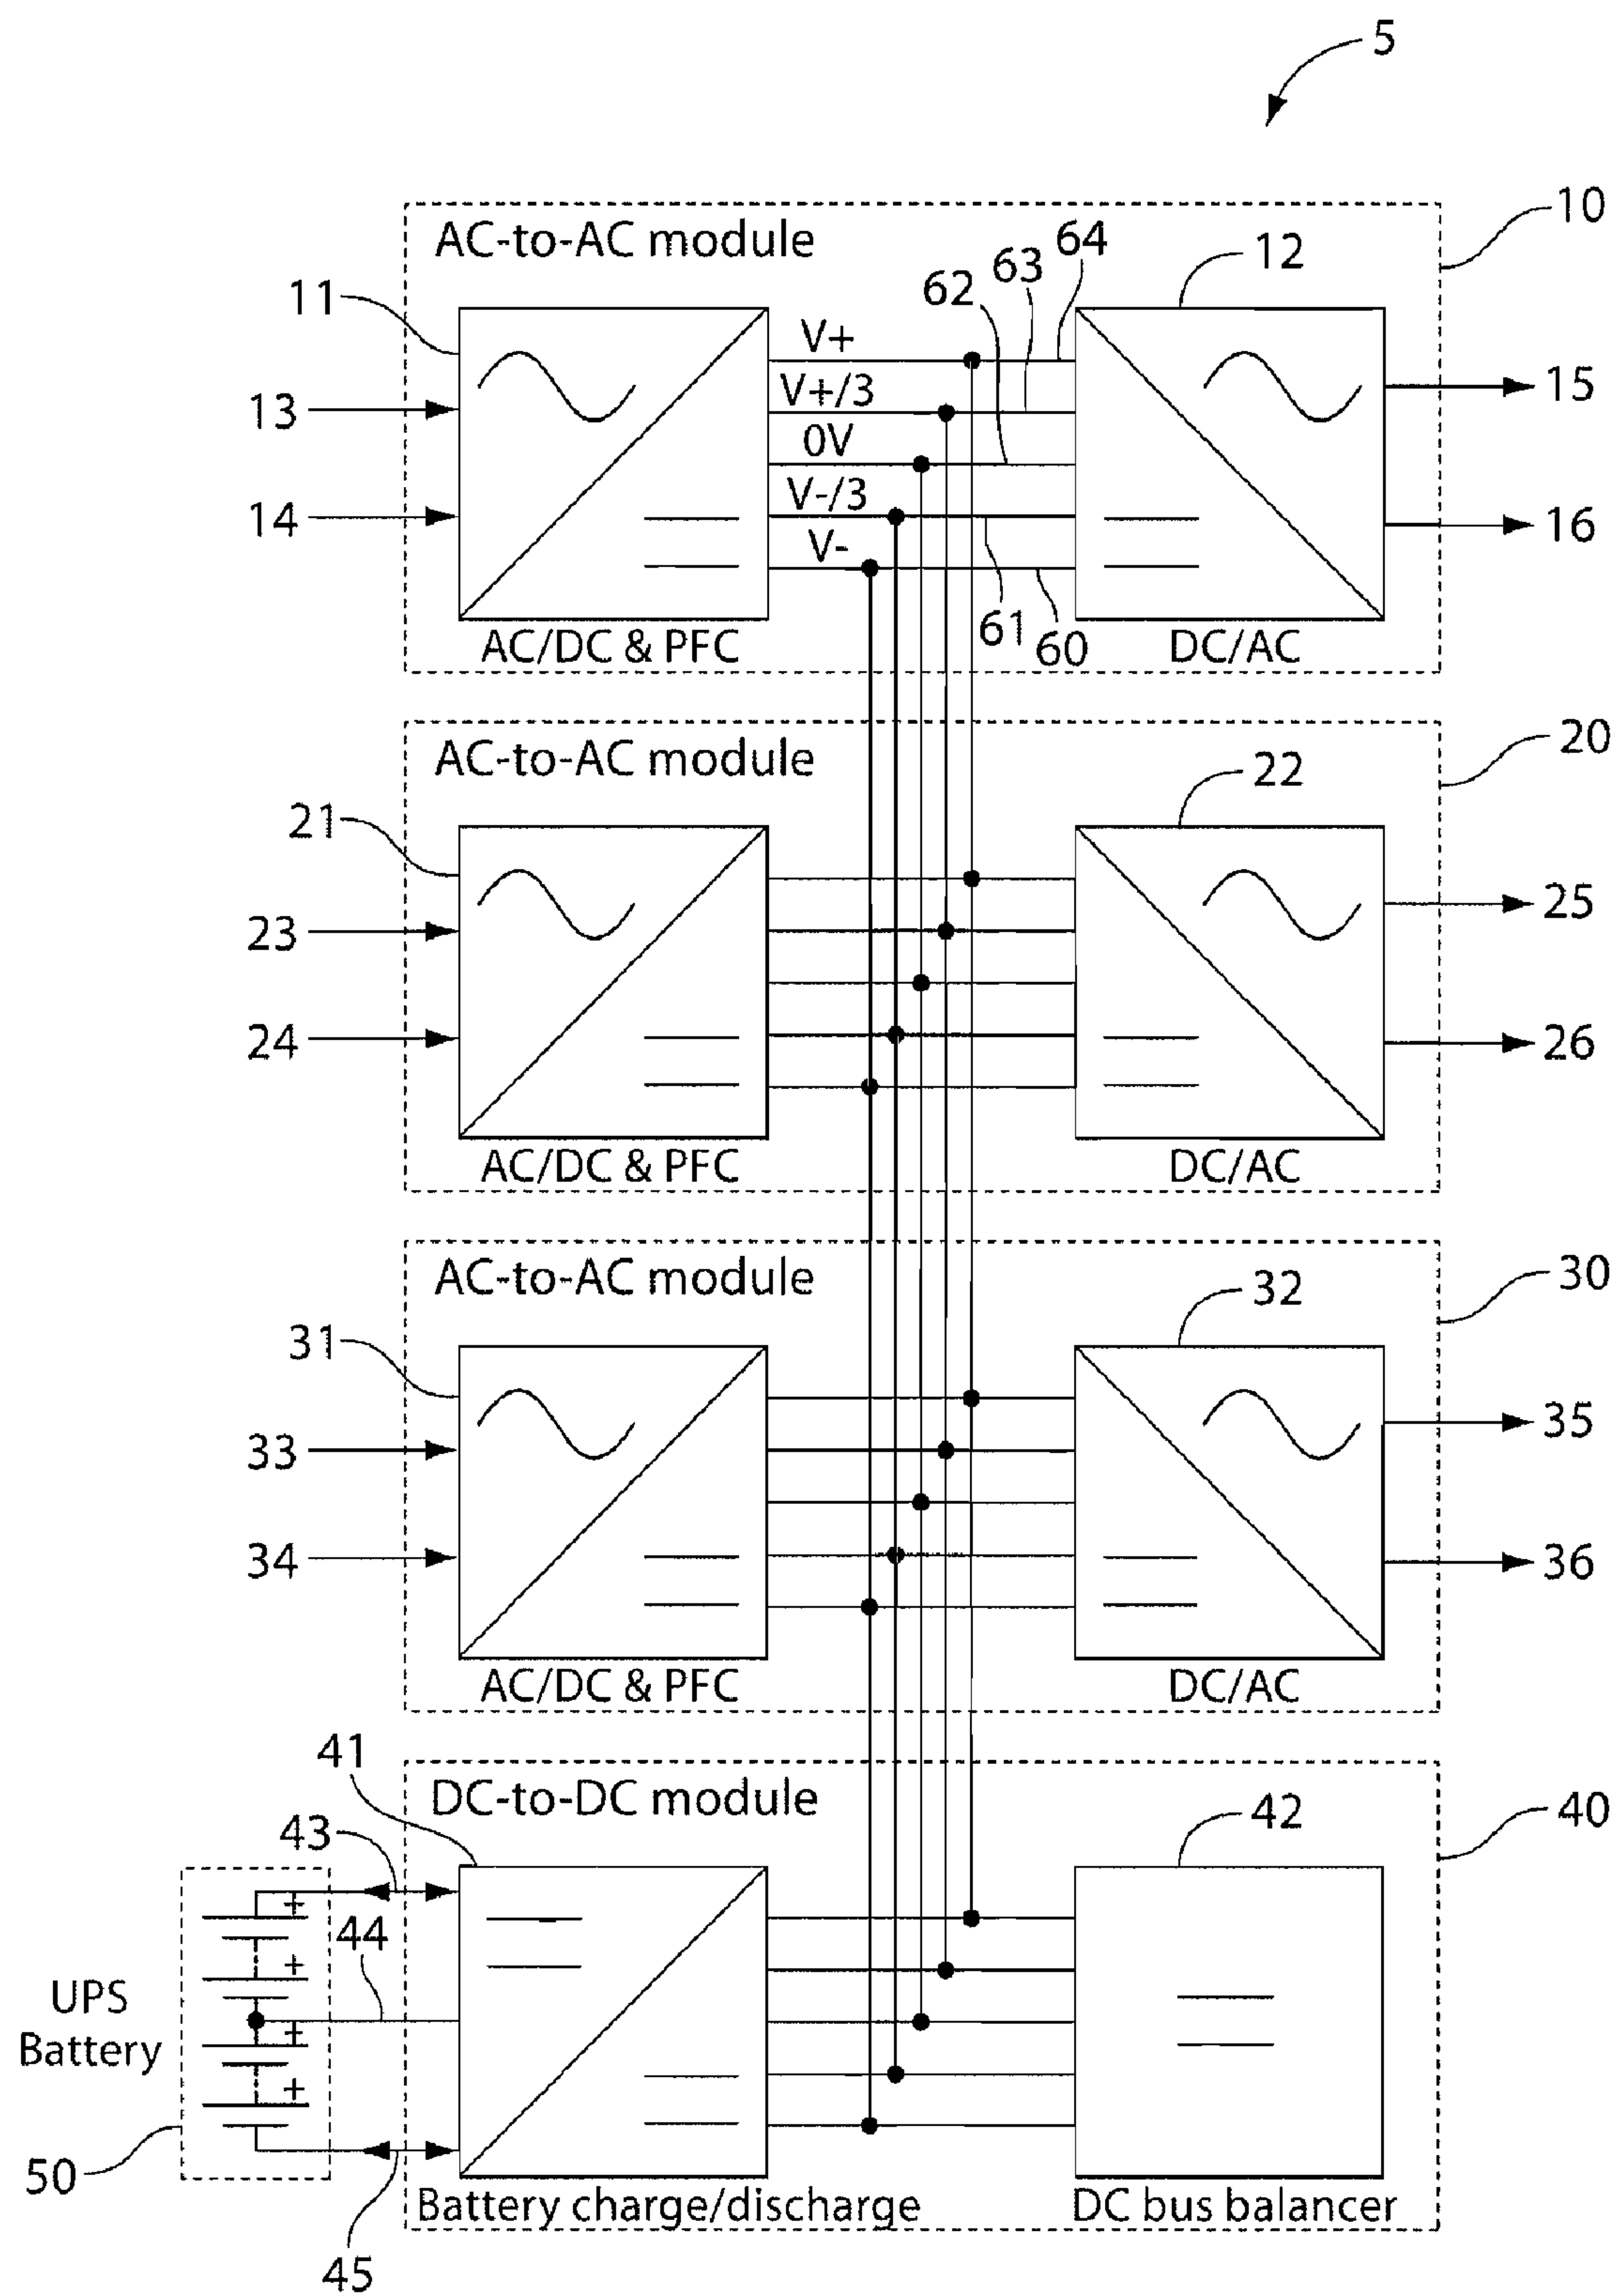 5
10
AC-to-AC module
64
12
63
62
11
V+
V+/3
13
15
0V
V-/3
14
16
V-
61
60
AC/DC & PFC
DC/AC
20
AC-to-AC module
22
21
23
25
24
26
AC/DC & PFC
DC/AC
30
AC-to-AC module
32
31
33
35
34
36
AC/DC & PFC
DC/AC
41
DC-to-DC module
40
42
43
+
44
+
UPS
Battery
+
+
50
Battery charge/discharge
DC bus balancer
45